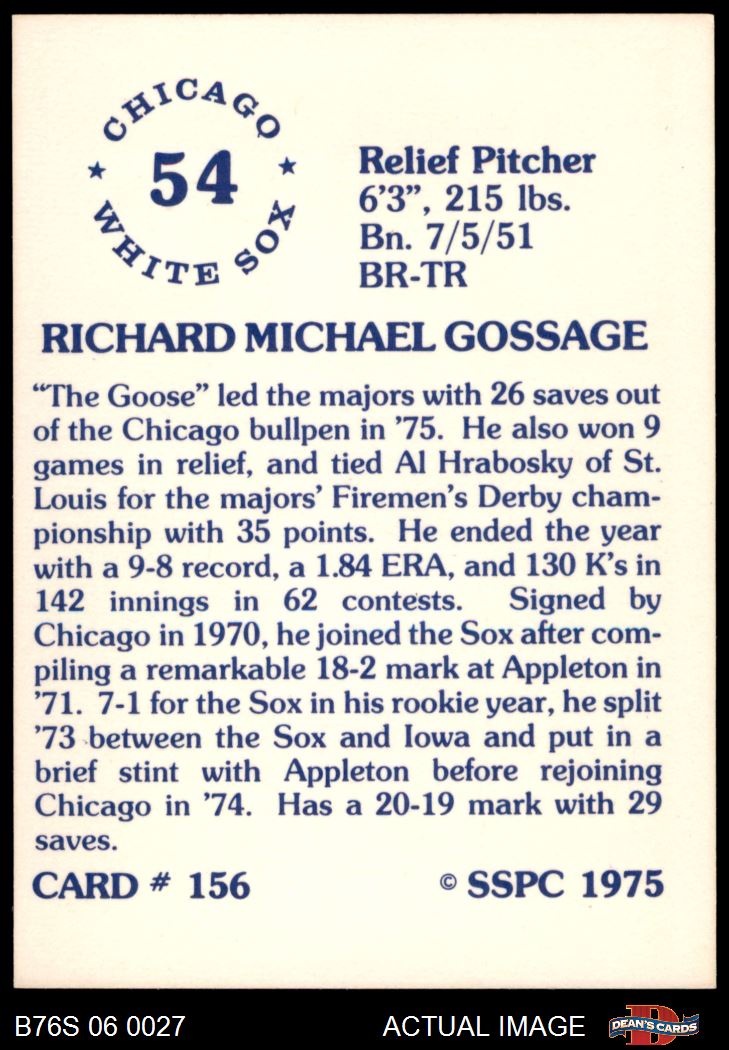 CHICAGO
★ 54 ★
WHITE SOX
Relief Pitcher
6'3", 215 lbs.
Bn. 7/5/51
BR-TR
RICHARD MICHAEL GOSSAGE
“The Goose” led the majors with 26 saves out
of the Chicago bullpen in ’75. He also won 9
games in relief, and tied Al Hrabosky of St.
Louis for the majors’ Firemen’s Derby cham-
pionship with 35 points. He ended the year
with a 9-8 record, a 1.84 ERA, and 130 K’s in
142 innings in 62 contests. Signed by
Chicago in 1970, he joined the Sox after com-
piling a remarkable 18-2 mark at Appleton in
’71. 7-1 for the Sox in his rookie year, he split
’73 between the Sox and Iowa and put in a
brief stint with Appleton before rejoining
Chicago in ’74. Has a 20-19 mark with 29
saves.
CARD # 156 © SSPC 1975
B76S 06 0027 ACTUAL IMAGE D DEAN'S CARDS